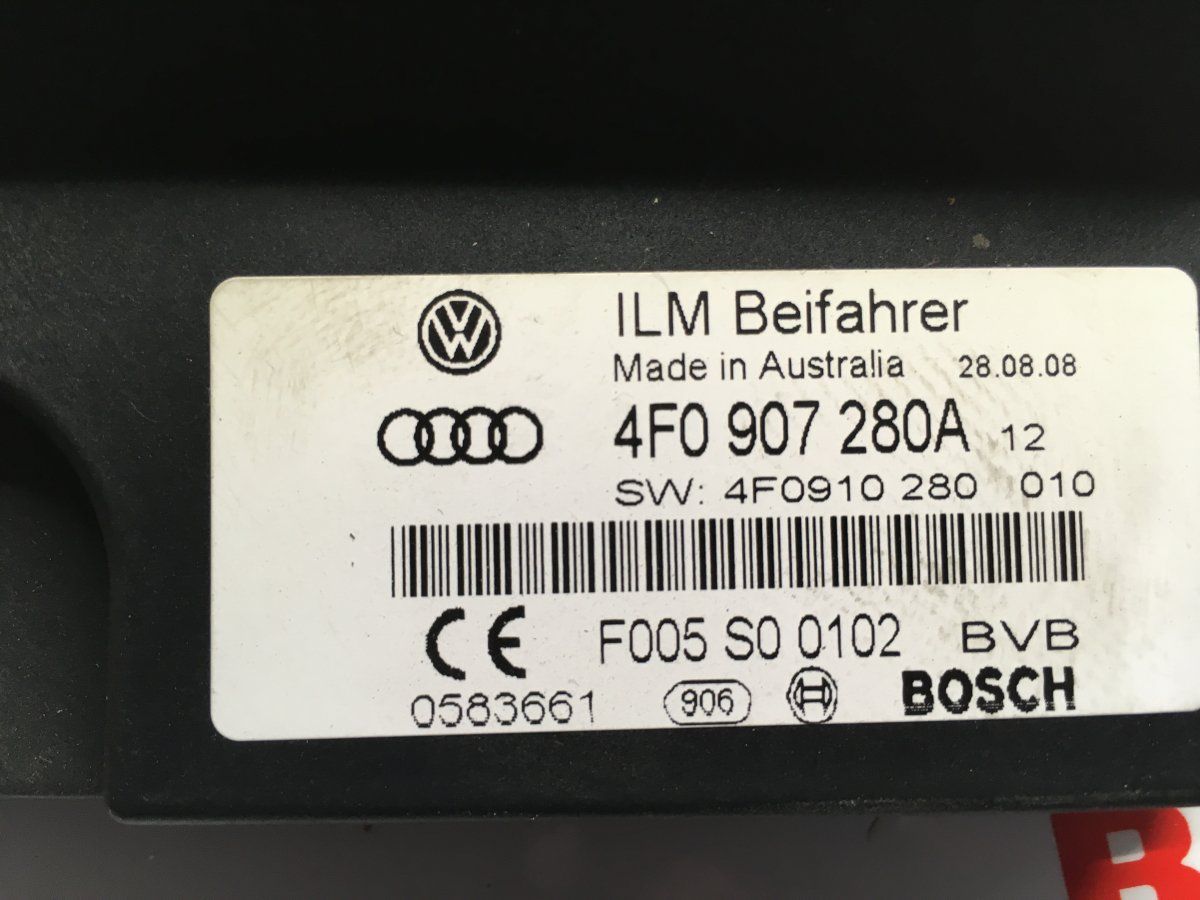 ILM Beifahrer
Made in Australia 28.08.08
4F0 907 280A 12
SW: 4F0910 280 010
CE F005 S0 0102 BVB
0583661 906 BOSCH